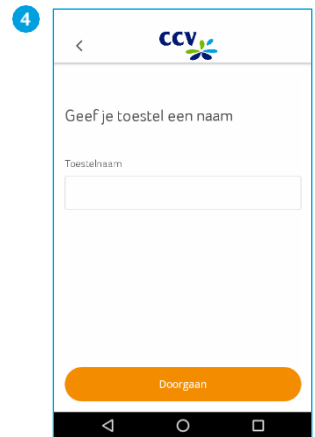 4
ccv
Geef je toestel een naam
Toestelnaam
Doorgaan